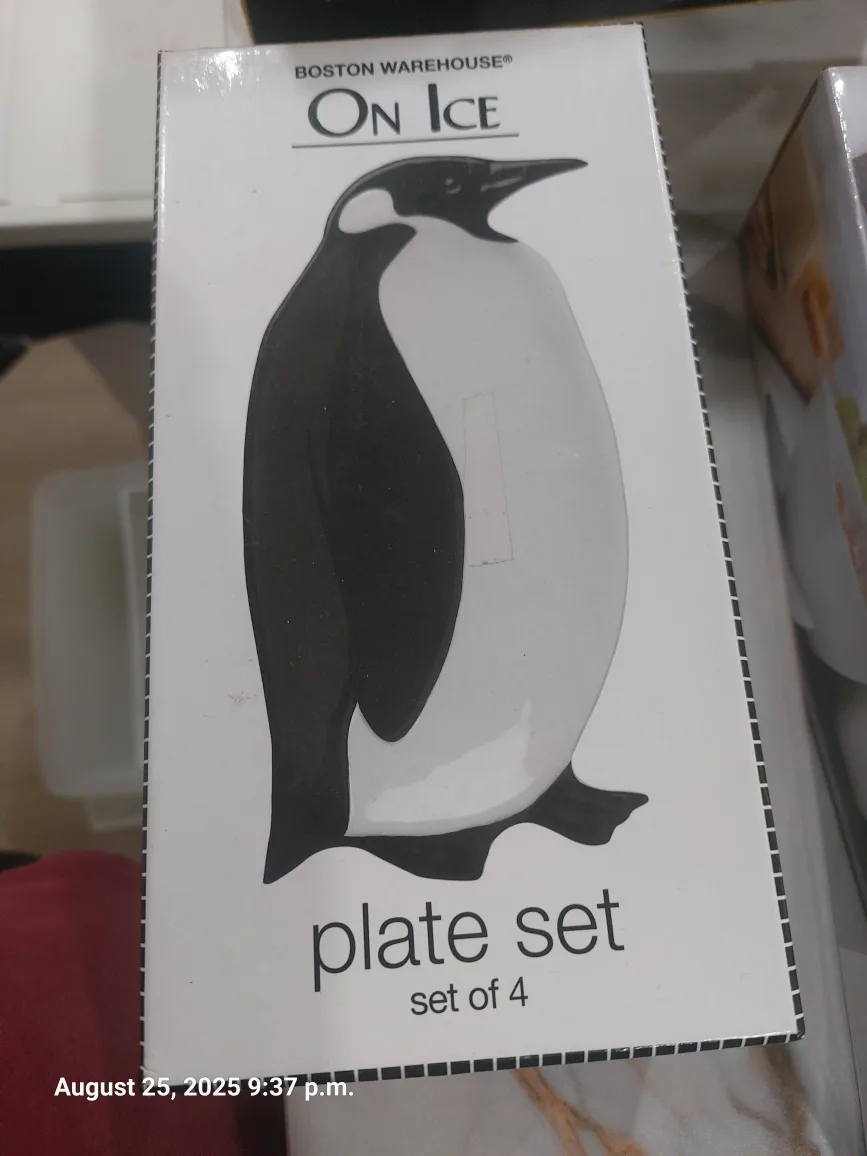 BOSTON WAREHOUSE®
ON ICE
plate set
set of 4
August 25, 2025 9:37 p.m.